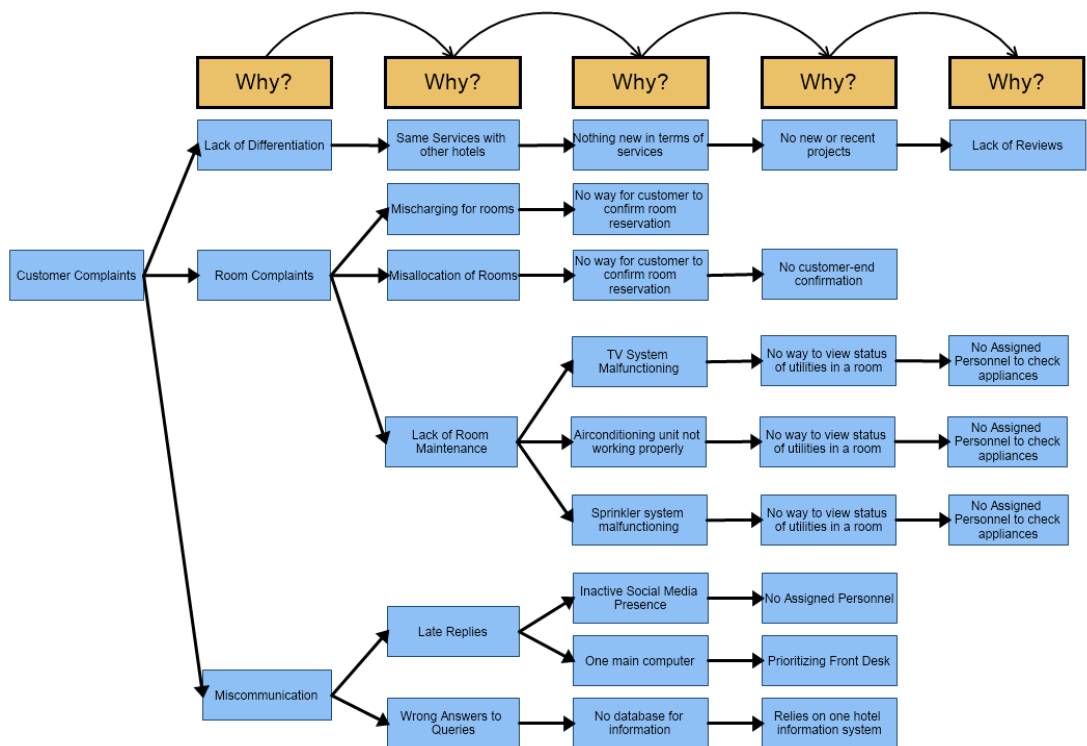 Why?
Why?
Why?
Why?
Why?
Lack of Differentiation
Same Services with
other hotels
Nothing new in terms of
services
No new or recent
projects
Lack of Reviews
Mischarging for rooms
No way for customer to
confirm room
reservation
Customer Complaints
Room Complaints
Misallocation of Rooms
No way for customer to
confirm room
reservation
No customer-end
confirmation
TV System
Malfunctioning
No way to view status
of utilities in a room
No Assigned
Personnel to check
appliances
Lack of Room
Maintenance
Airconditioning unit not
working properly
No way to view status
of utilities in a room
No Assigned
Personnel to check
appliances
Sprinkler system
malfunctioning
No way to view status
of utilities in a room
No Assigned
Personnel to check
appliances
Inactive Social Media
Presence
No Assigned Personnel
Late Replies
One main computer
Prioritizing Front Desk
Miscommunication
Wrong Answers to
Queries
No database for
information
Relies on one hotel
information system